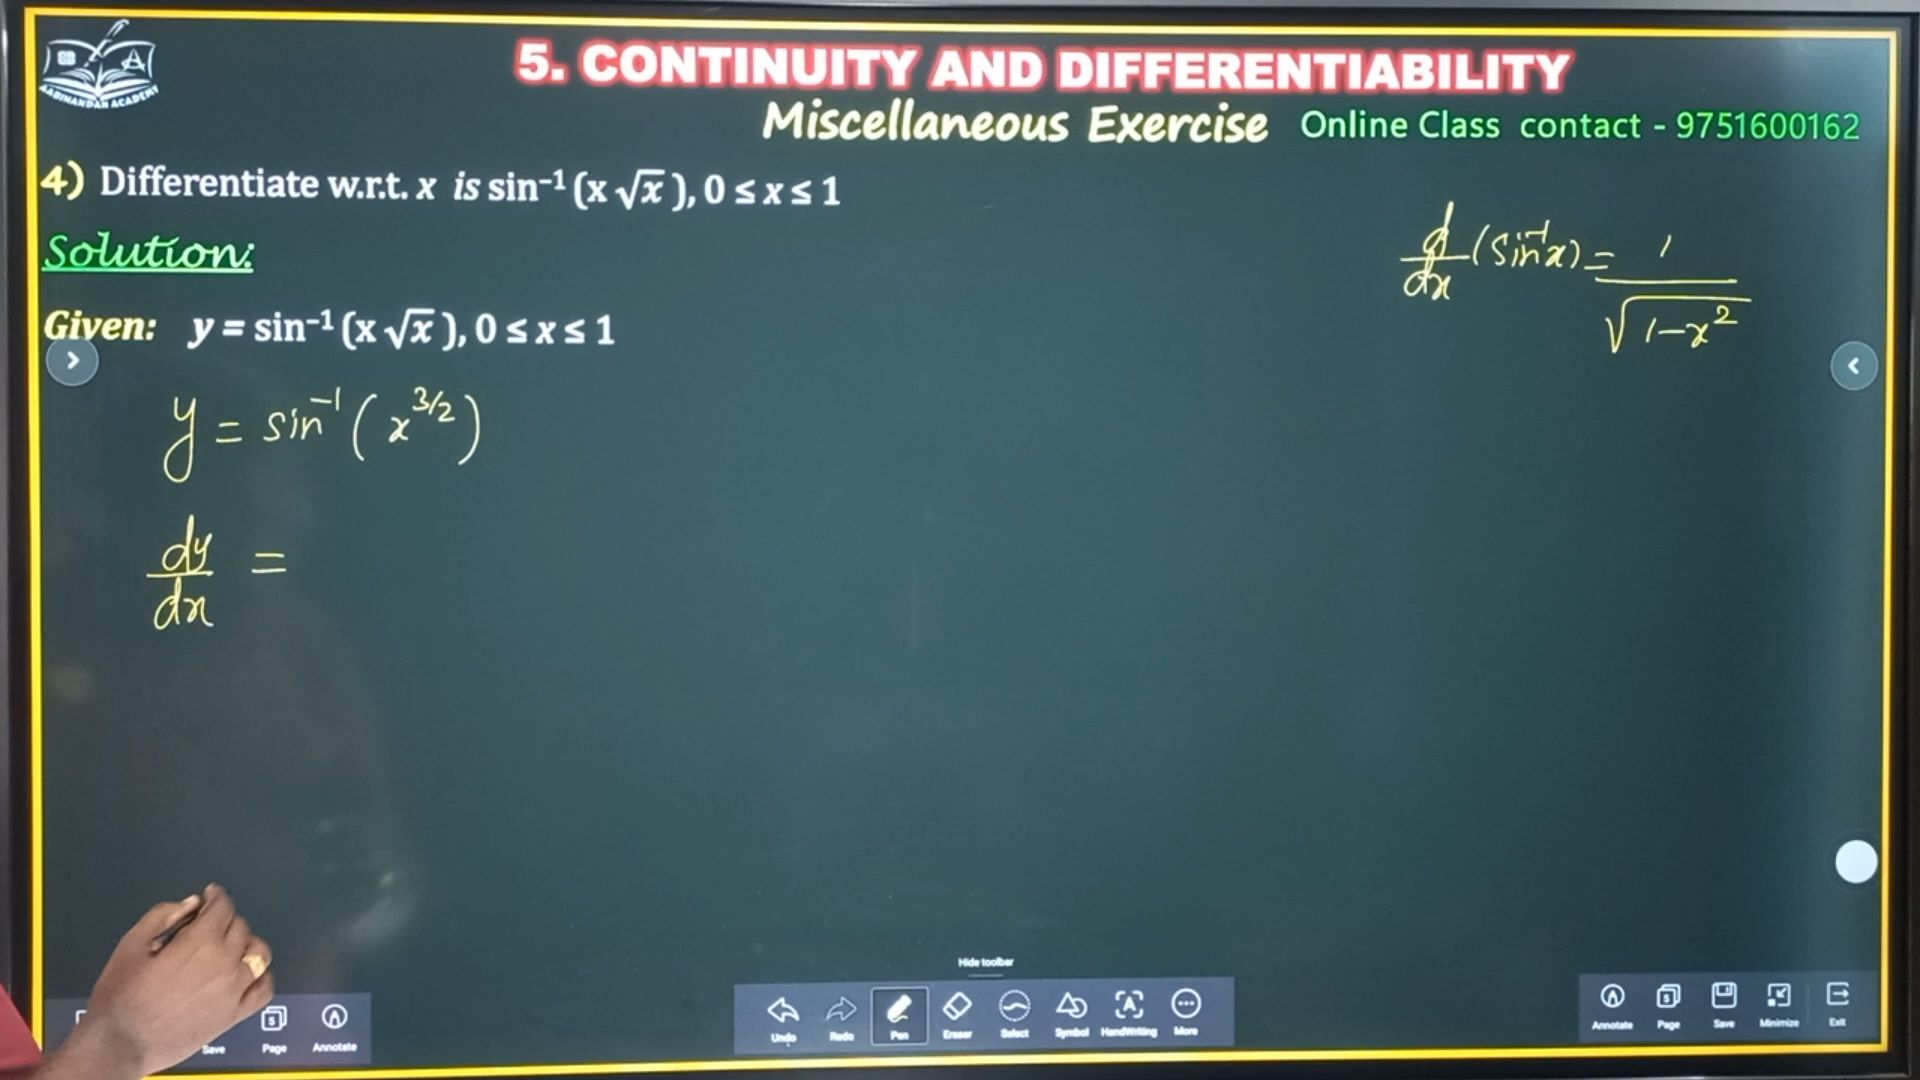 AABINANDAN ACADEMY
5. CONTINUITY AND DIFFERENTIABILITY
Miscellaneous Exercise Online Class contact - 9751600162
4) Differentiate w.r.t. x is sin⁻¹(x √x), 0 ≤ x ≤ 1
d/dx (sin⁻¹x) = 1/√(1-x²)
Solution:
Given: y = sin⁻¹(x √x), 0 ≤ x ≤ 1
y = sin⁻¹(x^3/2)
dy/dx =
Hide toolbar
Save Page Annotate
Undo Redo Pen Eraser Select Symbol HandWriting More
Annotate Page Save Minimize Exit